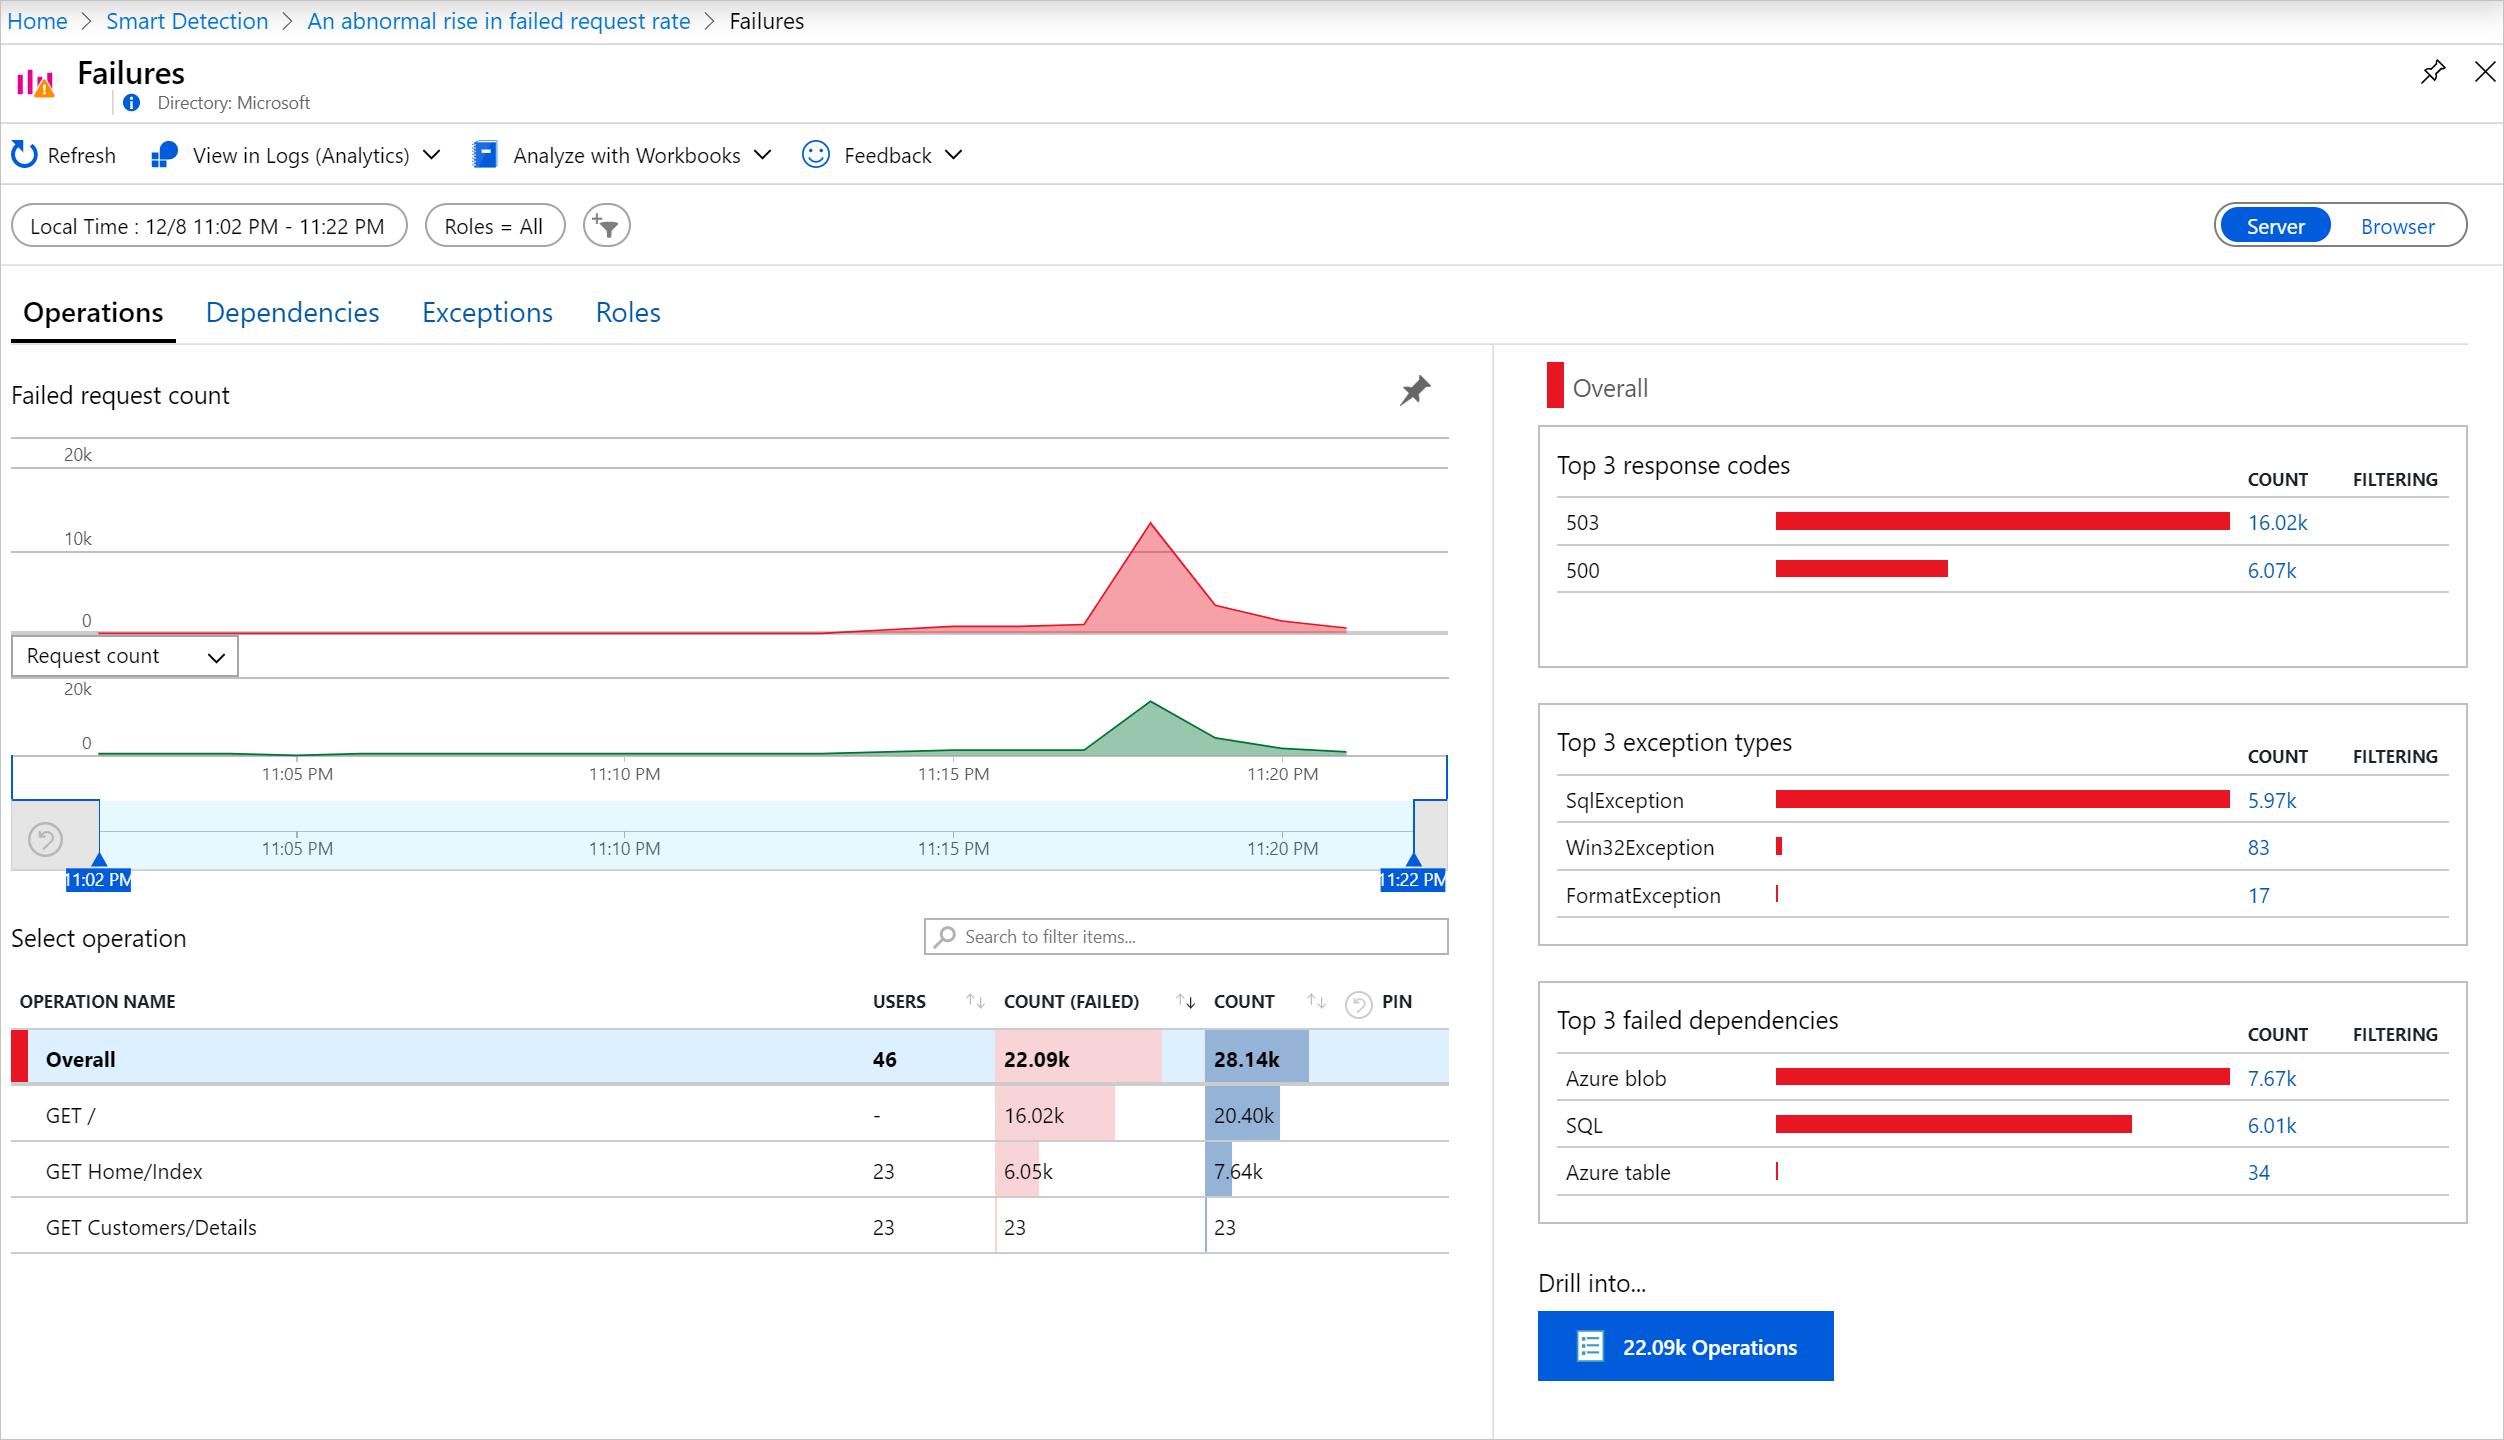 Home > Smart Detection > An abnormal rise in failed request rate > Failures
Failures
Directory: Microsoft
Refresh View in Logs (Analytics) Analyze with Workbooks Feedback
Local Time : 12/8 11:02 PM - 11:22 PM Roles = All Server Browser
Operations Dependencies Exceptions Roles
Failed request count
20k
10k
0
Request count
20k
0
11:05 PM 11:10 PM 11:15 PM 11:20 PM
11:05 PM 11:10 PM 11:15 PM 11:20 PM
11:02 PM 11:22 PM
Select operation Search to filter items...
OPERATION NAME USERS COUNT (FAILED) COUNT PIN
Overall 46 22.09k 28.14k
GET / - 16.02k 20.40k
GET Home/Index 23 6.05k 7.64k
GET Customers/Details 23 23 23
Overall
Top 3 response codes COUNT FILTERING
503 16.02k
500 6.07k
Top 3 exception types COUNT FILTERING
SqlException 5.97k
Win32Exception 83
FormatException 17
Top 3 failed dependencies COUNT FILTERING
Azure blob 7.67k
SQL 6.01k
Azure table 34
Drill into...
22.09k Operations